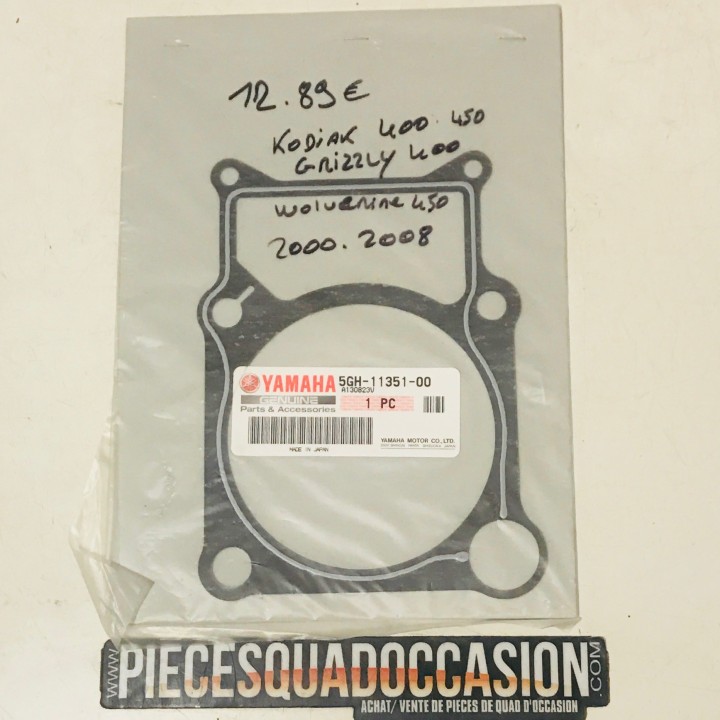 12.89€
KODIAK 400. 450
GRIZZLY 400
WOLVERINE 450
2000.2008
YAMAHA 5GH-11351-00
A130823V
GENUINE
Parts & Accessories
1 PC
YAMAHA MOTOR CO., LTD.
MADE IN JAPAN
PIECESQUADOCCASION.COM
ACHAT/ VENTE DE PIECES DE QUAD D'OCCASION